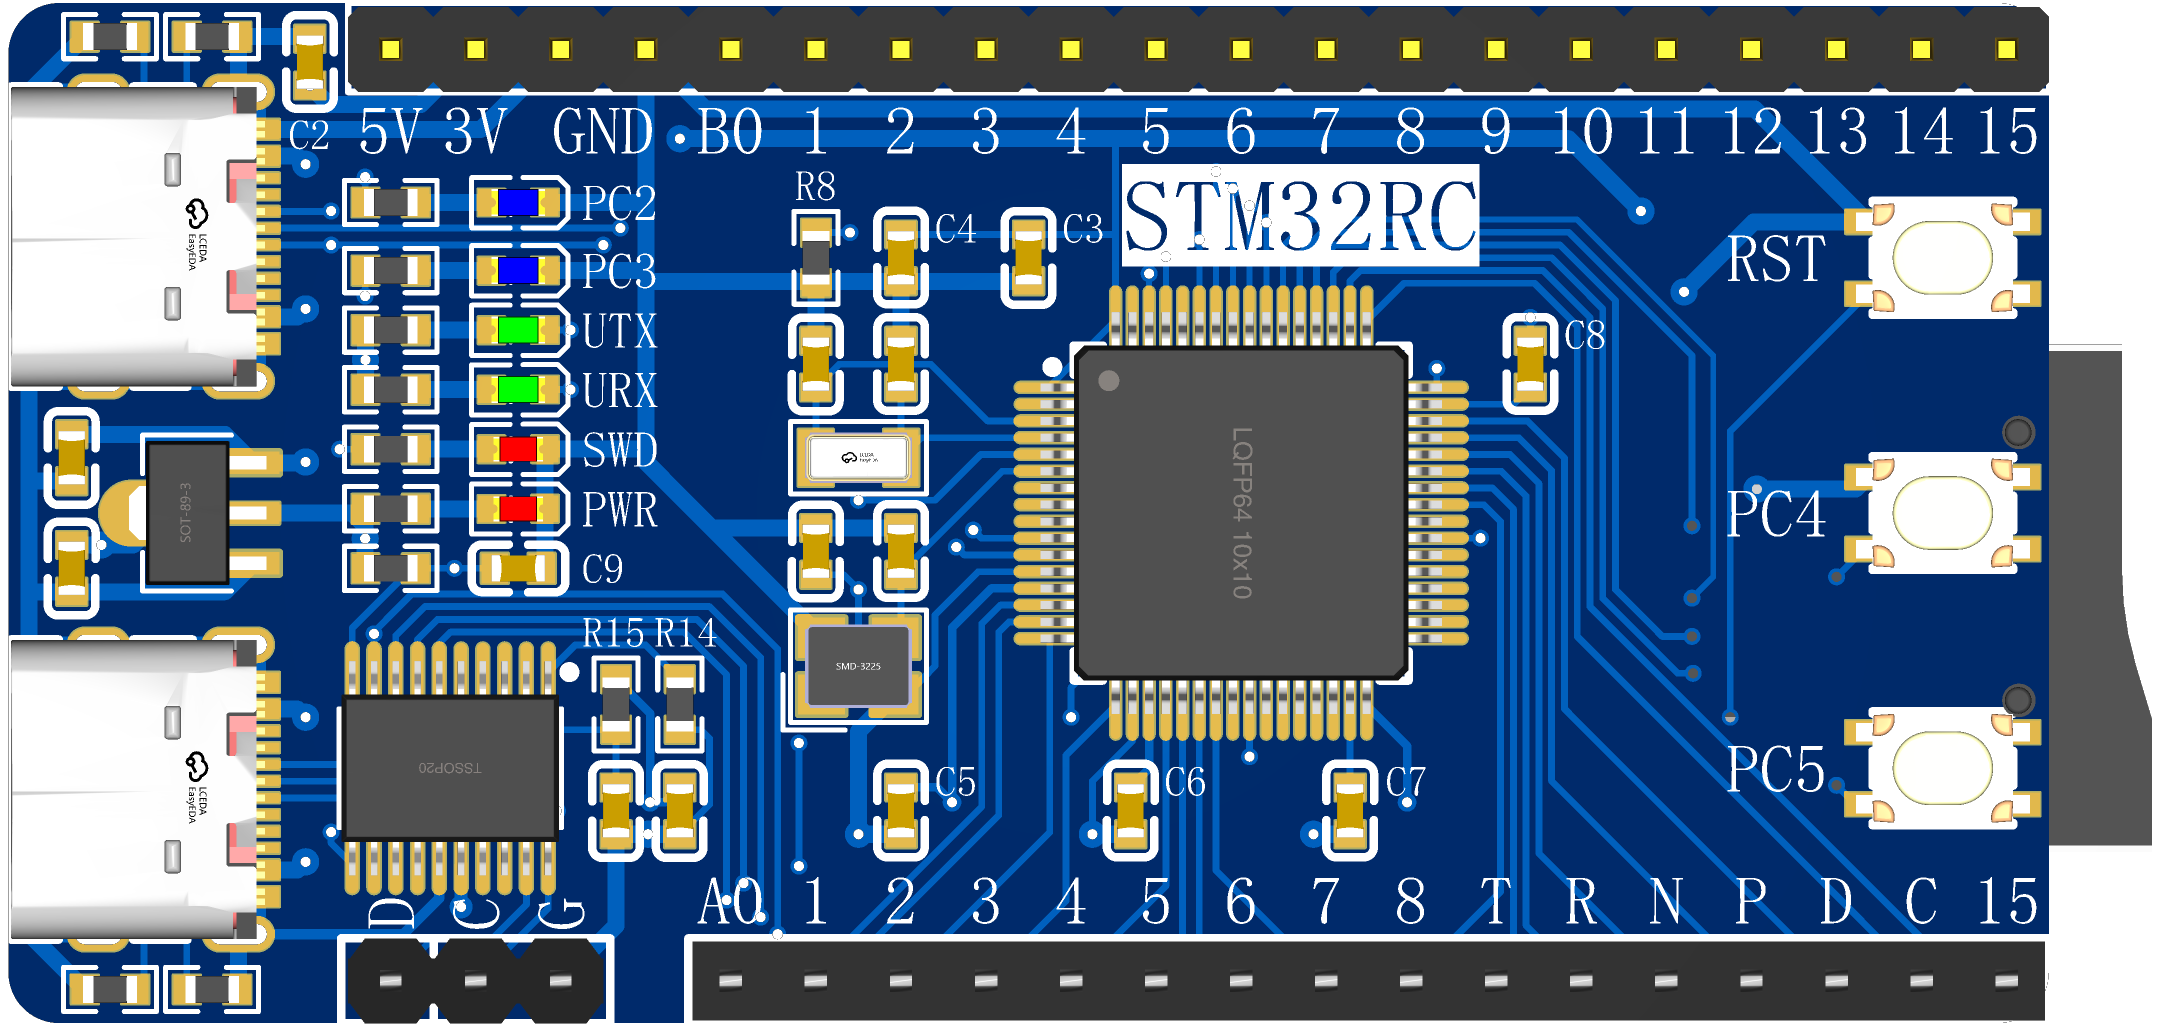 C2
5V 3V GND B0 1 2 3 4 5 6 7 8 9 10 11 12 13 14 15
STM32RC
R8
C4
C3
PC2
PC3
UTX
URX
SWD
PWR
C9
C8
RST
PC4
PC5
LCEDA
EasyEDA
SOT-89-3
LQFP64 10x10
SMD-3225
R15 R14
TSSOP20
LCEDA
EasyEDA
C5
C6
C7
D C G
A0 1 2 3 4 5 6 7 8 T R N P D C 15